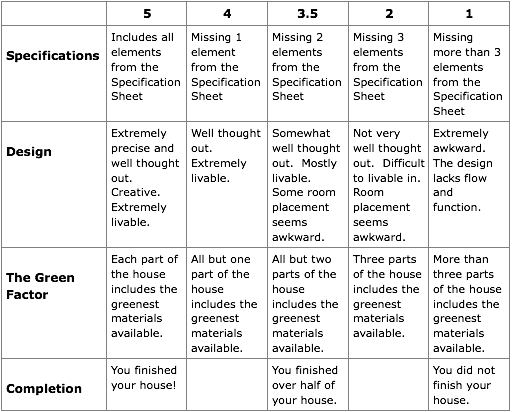 5 4 3.5 2 1
Specifications
Includes all
elements
from the
Specification
Sheet
Missing 1
element
from the
Specification
Sheet
Missing 2
elements
from the
Specification
Sheet
Missing 3
elements
from the
Specification
Sheet
Missing
more than 3
elements
from the
Specification
Sheet
Design
Extremely
precise and
well thought
out.
Creative.
Extremely
livable.
Well thought
out.
Extremely
livable.
Somewhat
well thought
out. Mostly
livable.
Some room
placement
seems
awkward.
Not very
well thought
out. Difficult
to livable in.
Room
placement
seems
awkward.
Extremely
awkward.
The design
lacks flow
and
function.
The Green
Factor
Each part of
the house
includes the
greenest
materials
available.
All but one
part of the
house
includes the
greenest
materials
available.
All but two
parts of the
house
includes the
greenest
materials
available.
Three parts
of the house
includes the
greenest
materials
available.
More than
three parts
of the house
includes the
greenest
materials
available.
Completion
You finished
your house!
You finished
over half of
your house.
You did not
finish your
house.